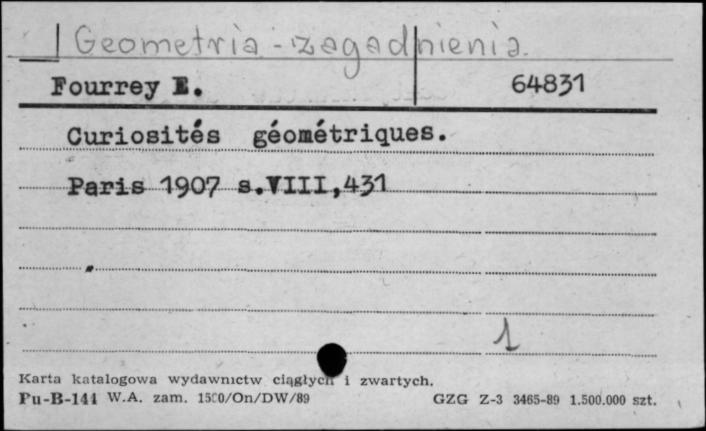 Geometria - zagadnienia.
Fourrey E. 64831
Curiosités géométriques.
Paris 1907 s.VIII,431
1
Karta katalogowa wydawnictw ciągłych i zwartych.
Pu-B-144 W.A. zam. 1500/On/DW/89 GZG Z-3 3465-89 1.500.000 szt.